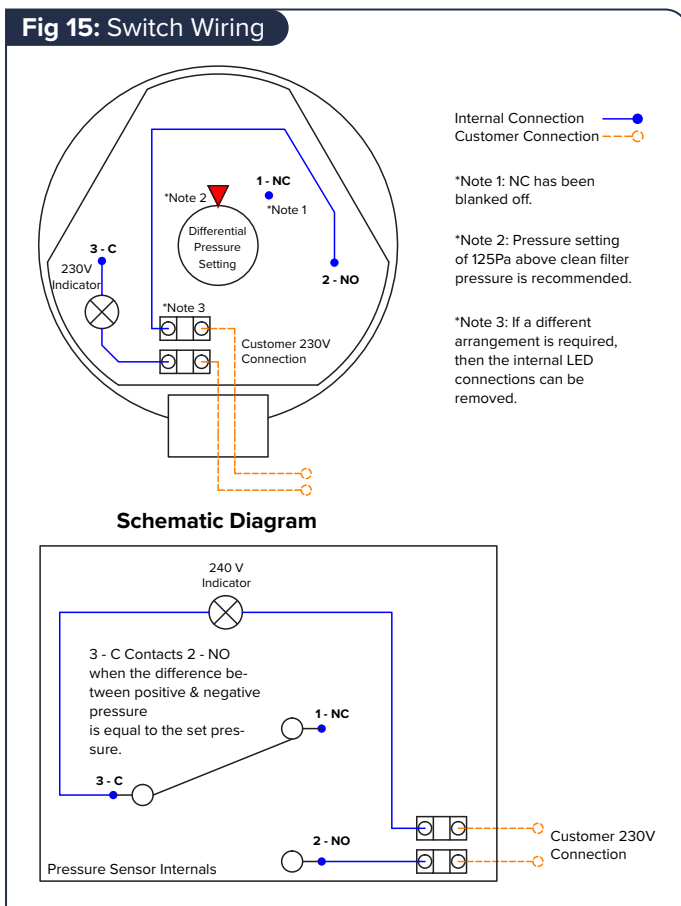 Fig 15: Switch Wiring
Internal Connection
Customer Connection
*Note 1: NC has been
blanked off.
*Note 2: Pressure setting
of 125Pa above clean filter
pressure is recommended.
*Note 3: If a different
arrangement is required,
then the internal LED
connections can be
removed.
1 - NC
*Note 2
*Note 1
Differential
Pressure
Setting
3 - C
230V
Indicator
2 - NO
*Note 3
Customer 230V
Connection
Schematic Diagram
240 V
Indicator
3 - C Contacts 2 - NO
when the difference be-
tween positive & negative
pressure
is equal to the set pres-
sure.
1 - NC
3 - C
2 - NO
Customer 230V
Connection
Pressure Sensor Internals